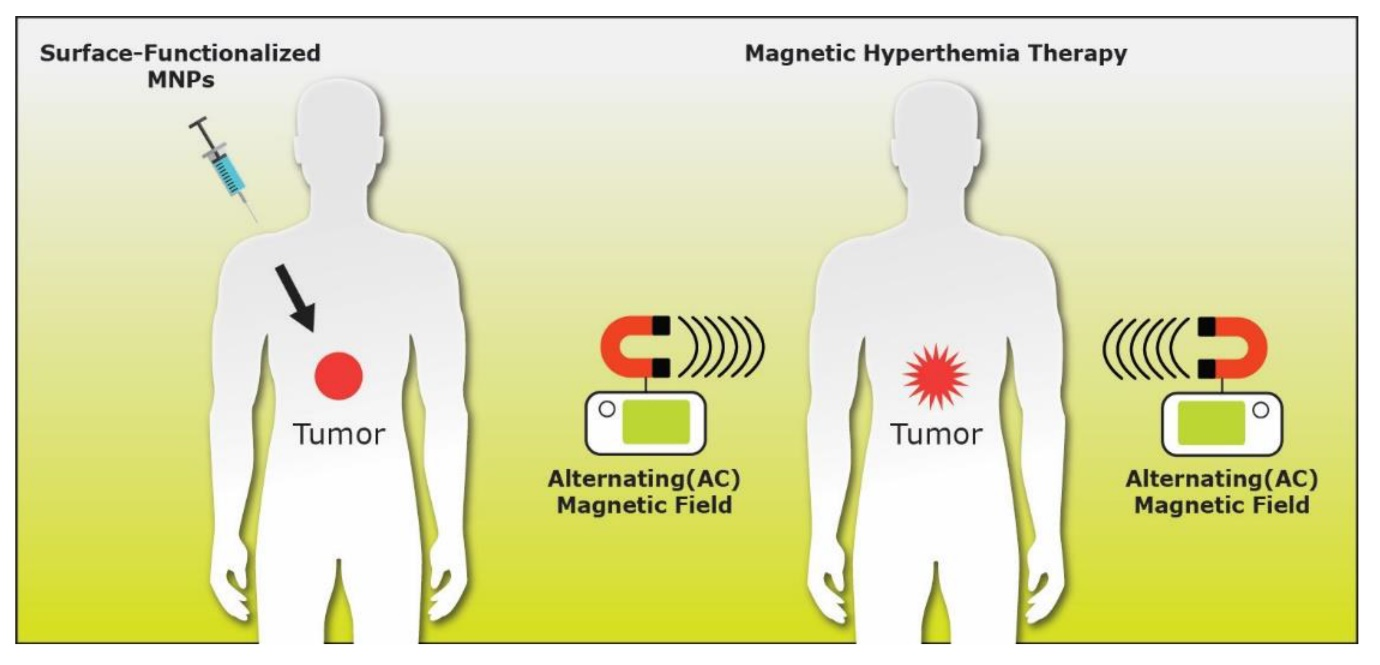 Surface-Functionalized
MNPs
Magnetic Hyperthemia Therapy
Tumor
Alternating(AC)
Magnetic Field
Tumor
Alternating(AC)
Magnetic Field